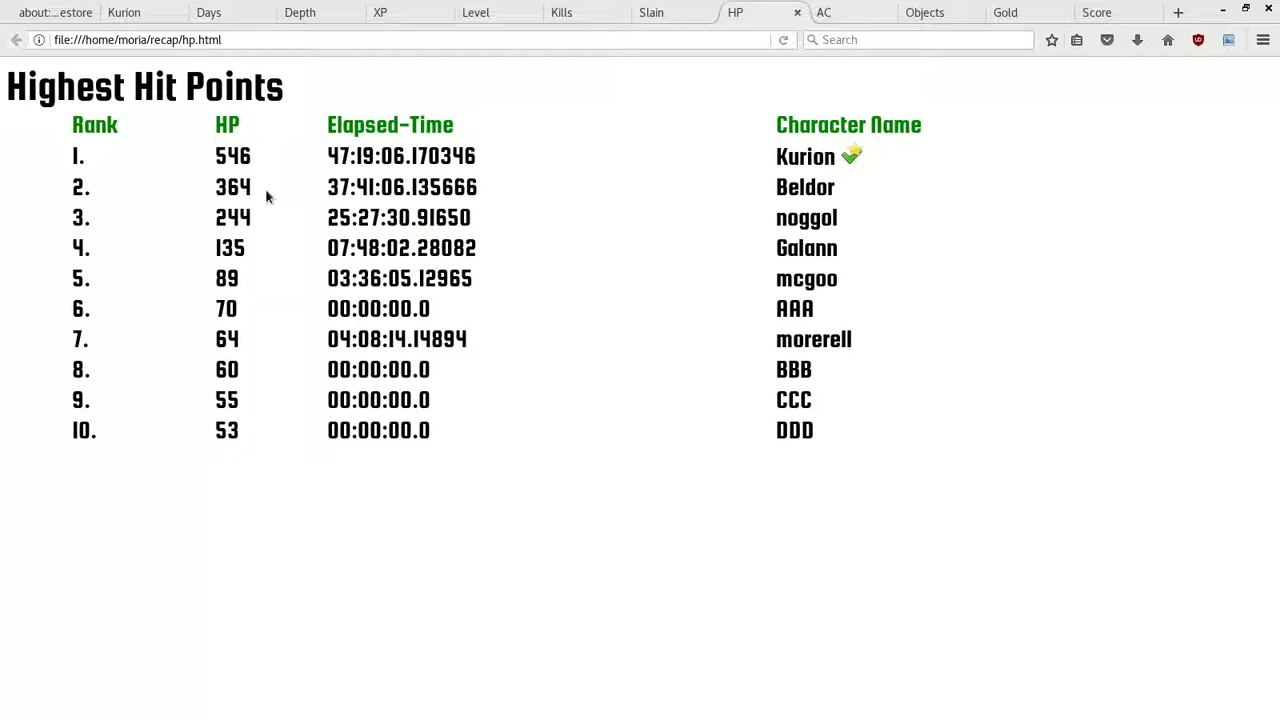 about:...estore Kurion Days Depth XP Level Kills Slain HP AC Objects Gold Score
file:///home/moria/recap/hp.html Search
Highest Hit Points
Rank HP Elapsed-Time Character Name
1. 546 47:19:06.170346 Kurion
2. 364 37:41:06.135666 Beldor
3. 244 25:27:30.91650 noggol
4. 135 07:48:02.28082 Galann
5. 89 03:36:05.12965 mcgoo
6. 70 00:00:00.0 AAA
7. 64 04:08:14.14894 morerell
8. 60 00:00:00.0 BBB
9. 55 00:00:00.0 CCC
10. 53 00:00:00.0 DDD